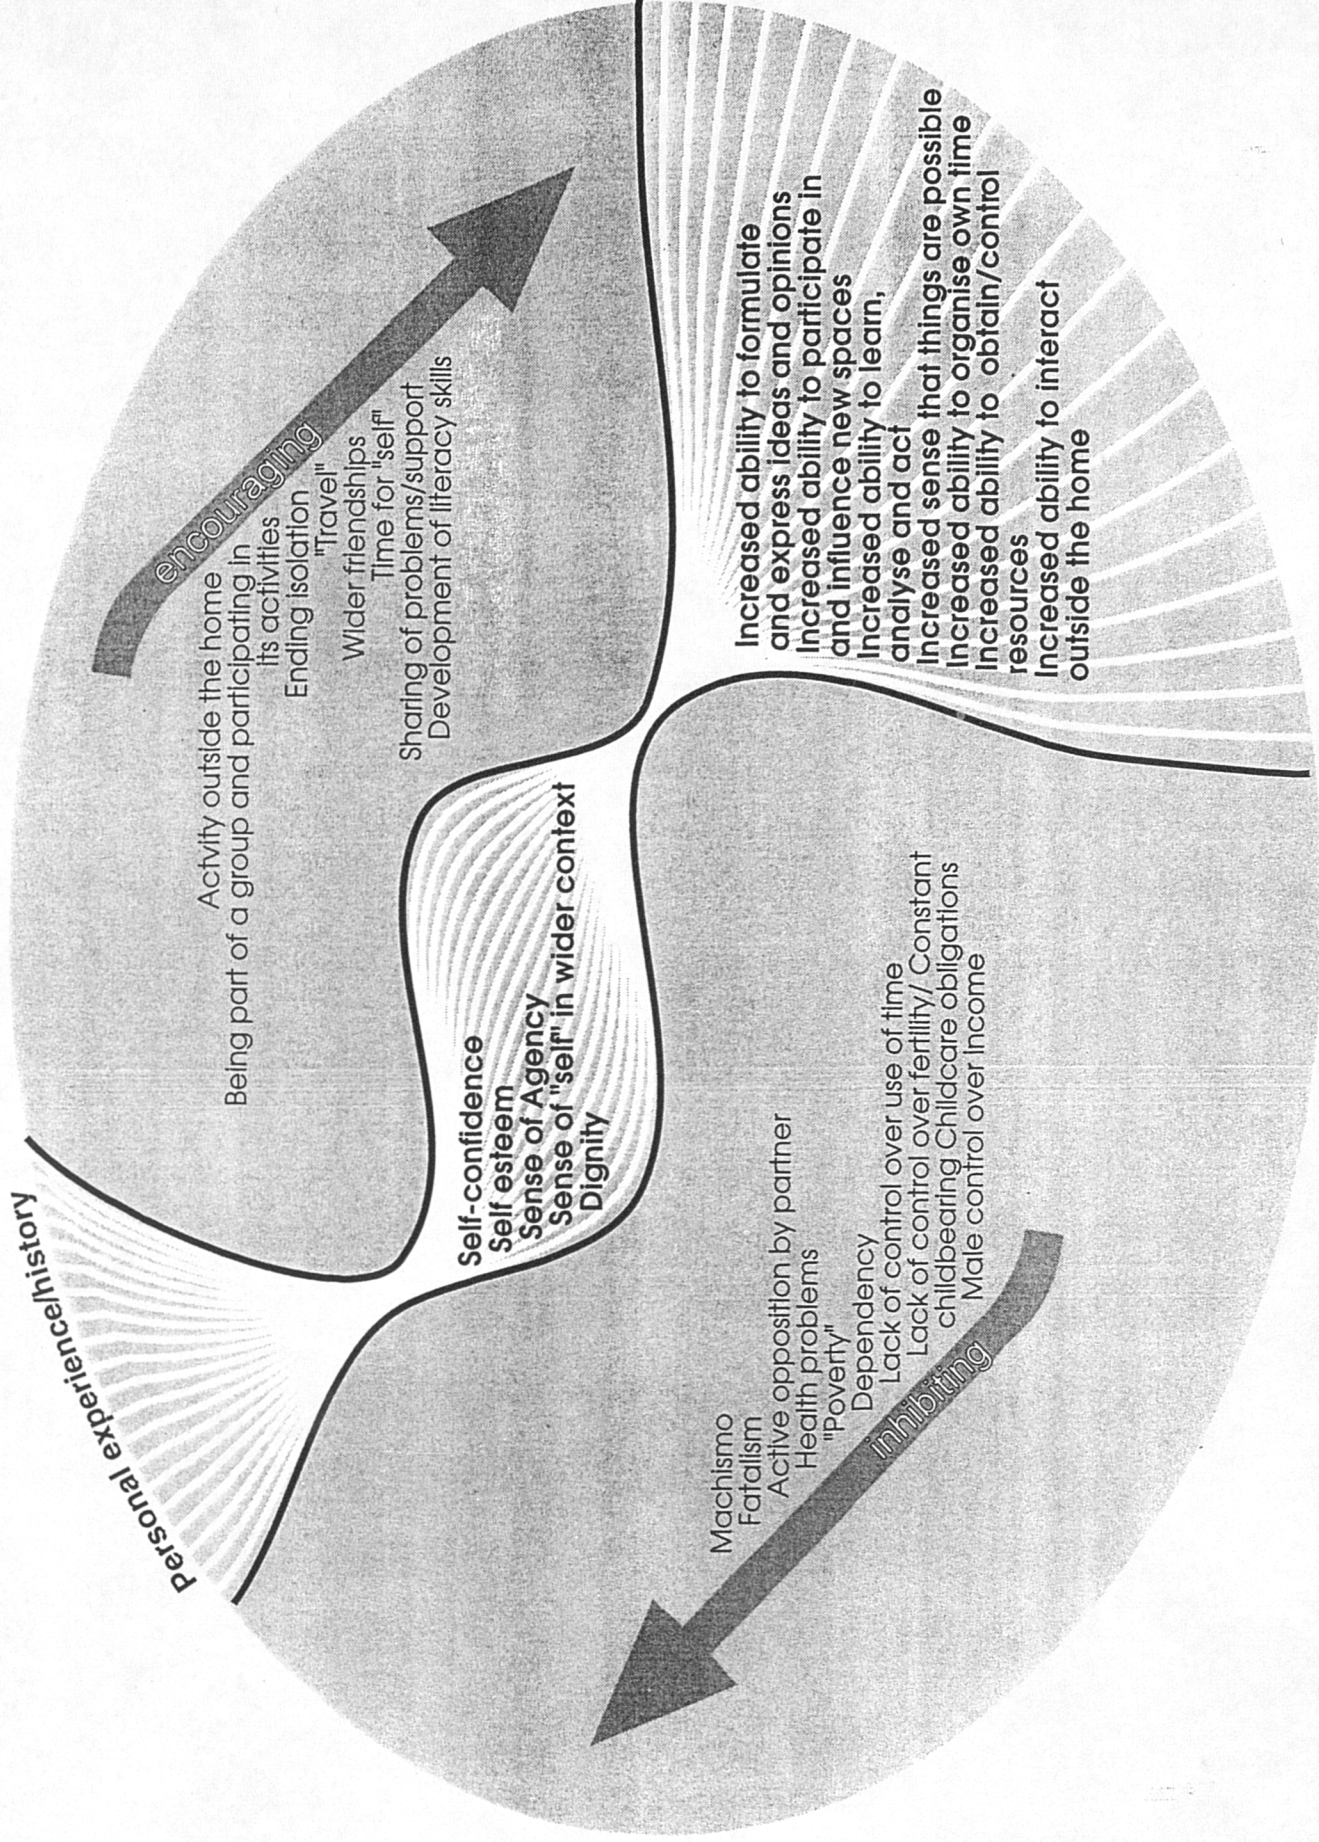 Personal experience/history
encouraging
Actvity outside the home
Being part of a group and participating in
its activities
Ending isolation
"Travel"
Wider friendships
Time for "self"
Sharing of problems/support
Development of literacy skills
Self-confidence
Self esteem
Sense of Agency
Sense of "self" in wider context
Dignity
Increased ability to formulate
and express ideas and opinions
Increased ability to participate in
and influence new spaces
Increased ability to learn,
analyse and act
Increased sense that things are possible
Increased ability to organise own time
Increased ability to obtain/control
resources
Increased ability to interact
outside the home
Machismo
Fatalism
Active opposition by partner
Health problems
"Poverty"
Dependency
Lack of control over use of time
Lack of control over fertility/ Constant
childbearing Childcare obligations
Male control over income
inhibiting